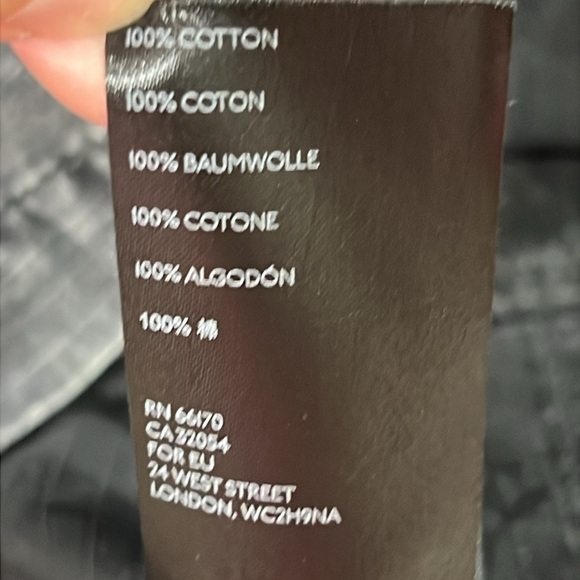 100% COTTON
100% COTON
100% BAUMWOLLE
100% COTONE
100% ALGODÓN
100% 棉
RN 66170
CA 32054
FOR EU
24 WEST STREET
LONDON, WC2H9NA